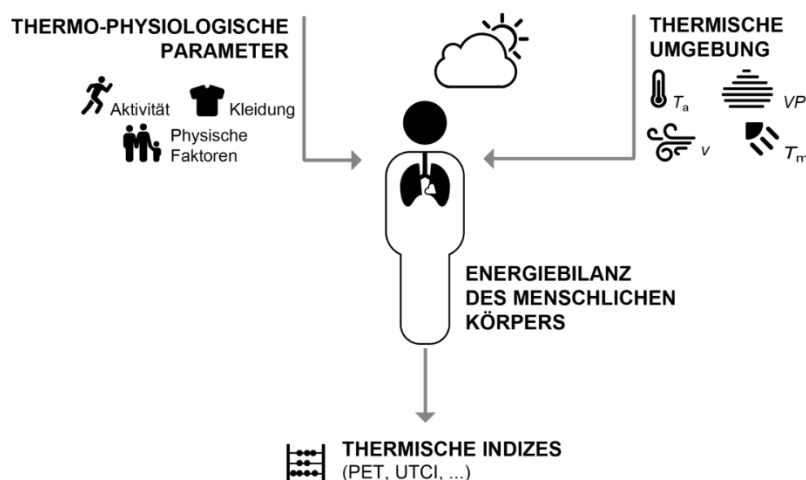 THERMO-PHYSIOLOGISCHE
PARAMETER
Aktivität
Kleidung
Physische
Faktoren
THERMISCHE
UMGEBUNG
Ta
VP
v
Tm
ENERGIEBILANZ
DES MENSCHLICHEN
KÖRPERS
THERMISCHE INDIZES
(PET, UTCI, ...)